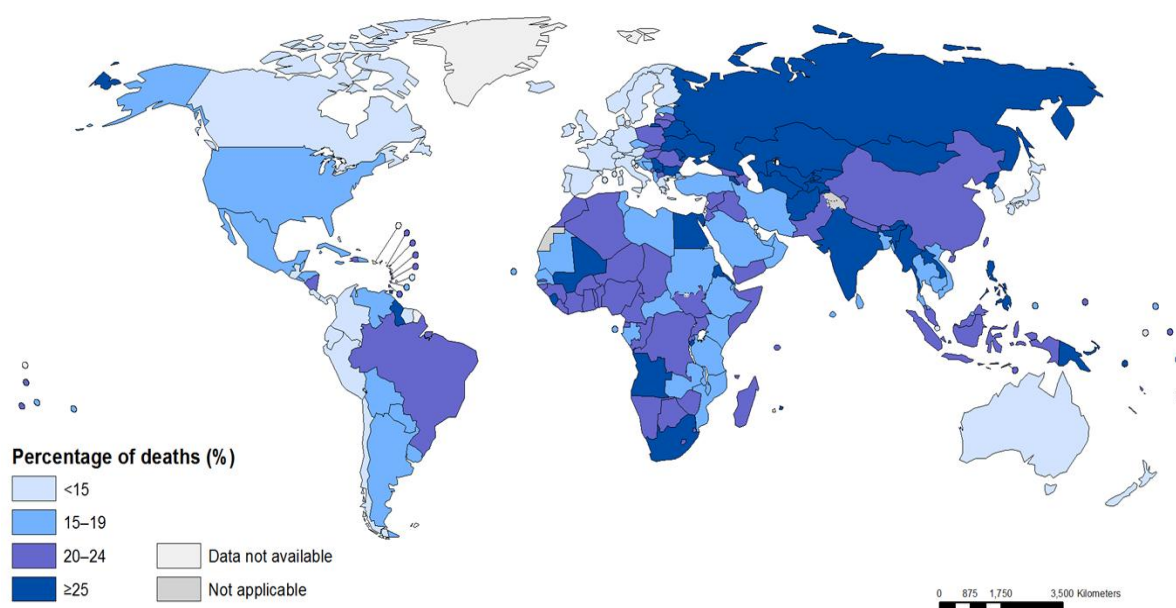 Percentage of deaths (%)
<15
15–19
20–24
≥25
Data not available
Not applicable
0 875 1,750 3,500 Kilometers